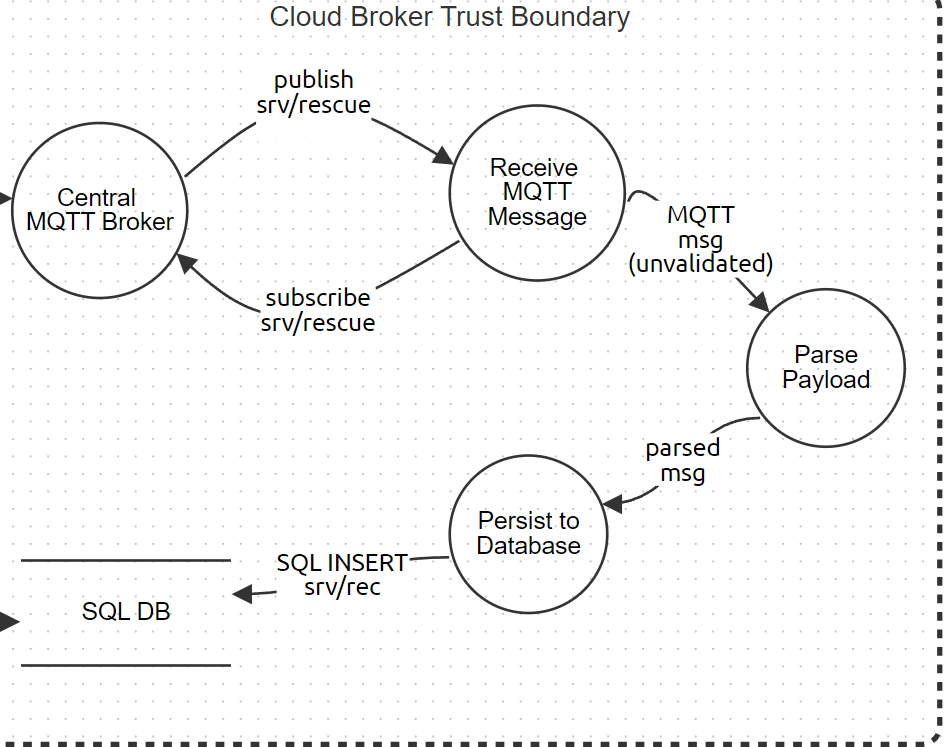 Cloud Broker Trust Boundary
publish
srv/rescue
Central
MQTT Broker
Receive
MQTT
Message
MQTT
msg
(unvalidated)
subscribe
srv/rescue
Parse
Payload
parsed
msg
Persist to
Database
SQL INSERT
srv/rec
SQL DB